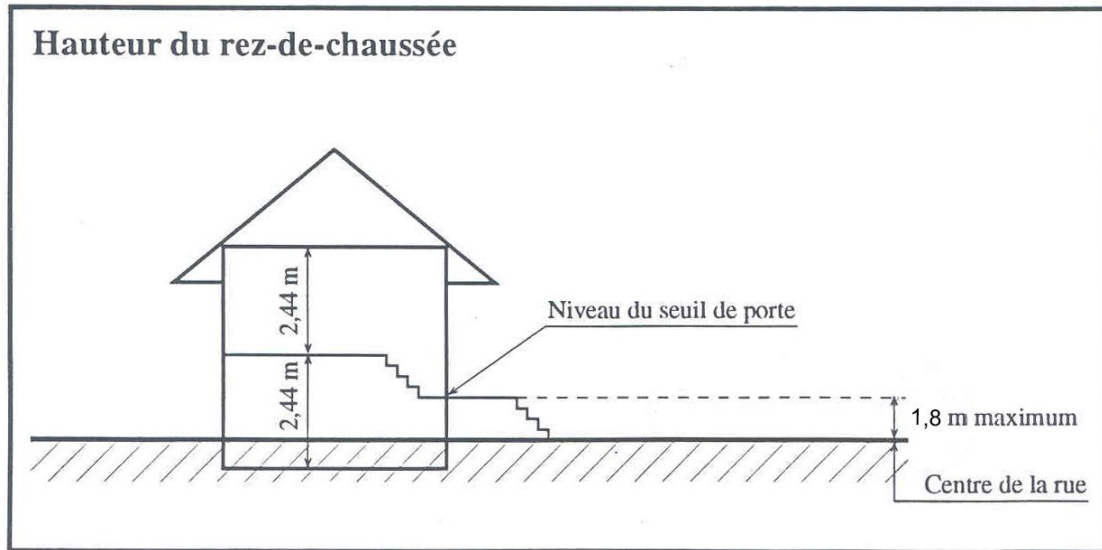 Hauteur du rez-de-chaussée
2,44 m
Niveau du seuil de porte
2,44 m
1,8 m maximum
Centre de la rue